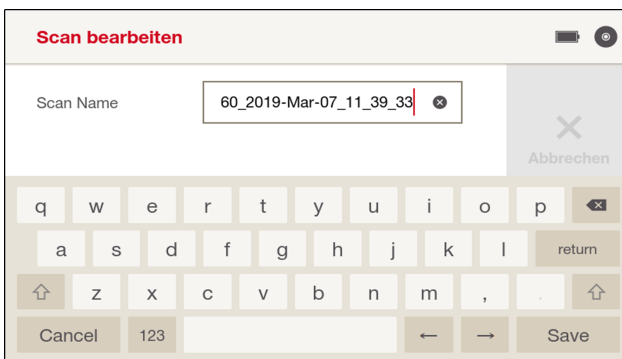 Scan bearbeiten
Scan Name
60_2019-Mar-07_11_39_33
Abbrechen
q w e r t y u i o p
a s d f g h j k l return
z x c v b n m , .
Cancel 123 ← → Save